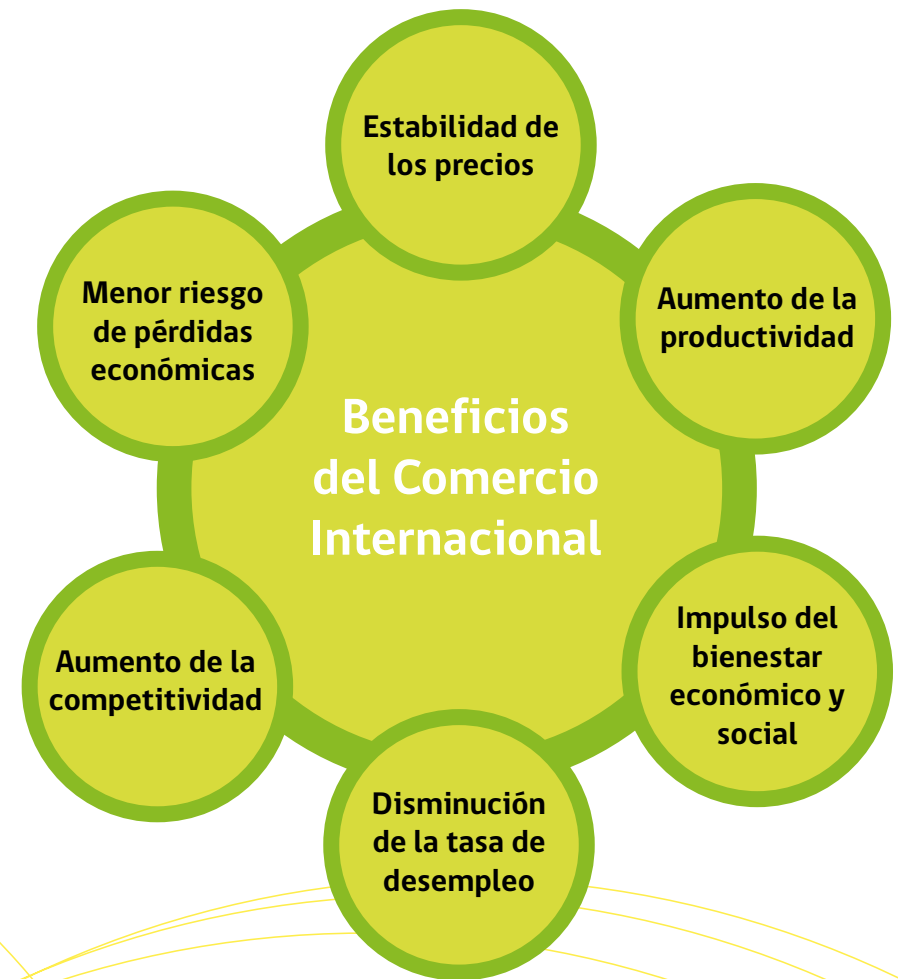 Beneficios
del Comercio
Internacional
Estabilidad de
los precios
Aumento de la
productividad
Impulso del
bienestar
económico y
social
Disminución
de la tasa de
desempleo
Aumento de la
competitividad
Menor riesgo
de pérdidas
económicas